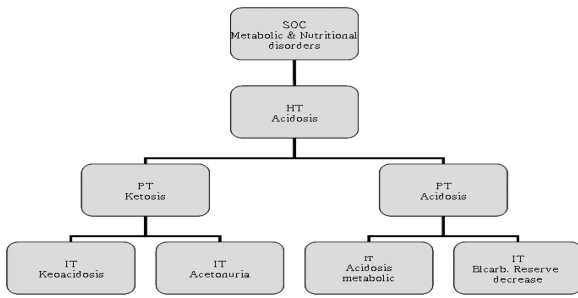 SOC
Metabolic & Nutritional
disorders
HT
Acidosis
PT
Ketosis
PT
Acidosis
IT
Keoacidosis
IT
Acetonuria
IT
Acidosis
metabolic
IT
BIcarb. Reserve
decrease